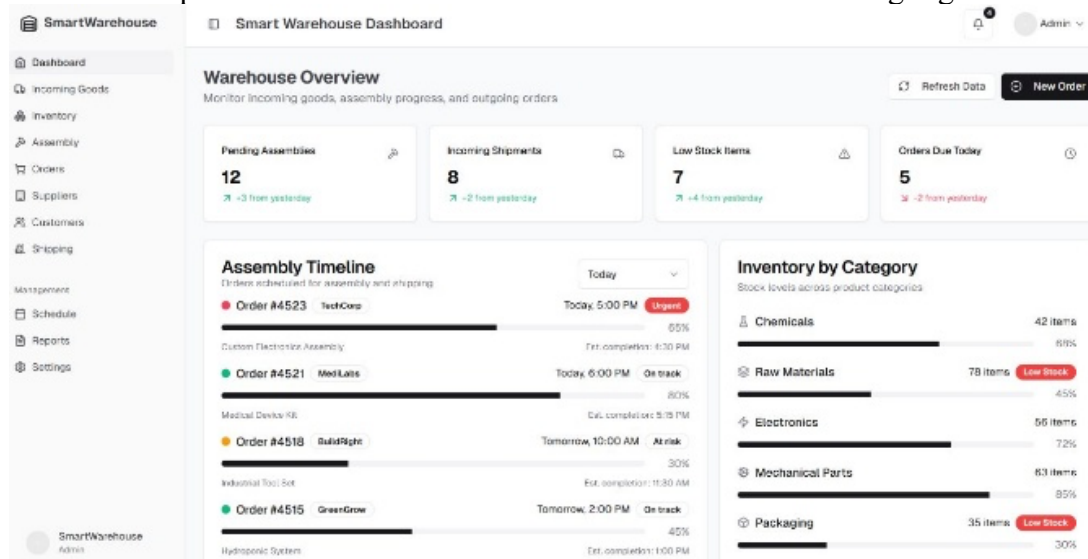 SmartWarehouse
Smart Warehouse Dashboard
4
Admin
Dashboard
Incoming Goods
Inventory
Assembly
Orders
Suppliers
Customers
Shipping
Management
Schedule
Reports
Settings
SmartWarehouse
Admin
Warehouse Overview
Monitor incoming goods, assembly progress, and outgoing orders
Refresh Data
New Order
Pending Assemblies
12
+3 from yesterday
Incoming Shipments
8
+2 from yesterday
Low Stock Items
7
+4 from yesterday
Orders Due Today
5
-2 from yesterday
Assembly Timeline
Orders scheduled for assembly and shipping
Today
Order #4523 TechCorp Today, 5:00 PM Urgent
65%
Custom Electronics Assembly Est. completion: 4:30 PM
Order #4521 MediLabs Today, 6:00 PM On track
80%
Medical Device Kit Est. completion: 5:15 PM
Order #4518 BuildRight Tomorrow, 10:00 AM At risk
30%
Industrial Tool Set Est. completion: 11:30 AM
Order #4515 GreenGrow Tomorrow, 2:00 PM On track
45%
Hydroponic System Est. completion: 1:00 PM
Inventory by Category
Stock levels across product categories
Chemicals 42 items
68%
Raw Materials 78 items Low Stock
45%
Electronics 56 items
72%
Mechanical Parts 63 items
85%
Packaging 35 items Low Stock
30%